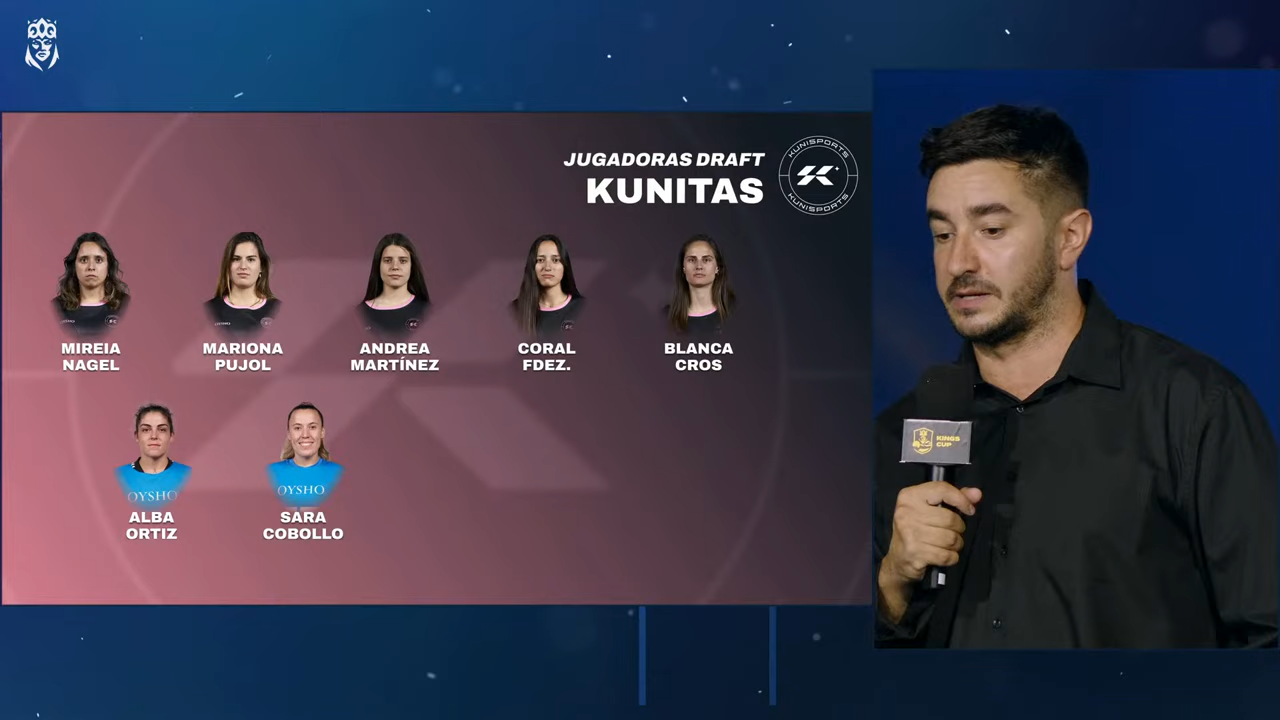 JUGADORAS DRAFT
KUNITAS
KUNISPORTS
KUNISPORTS
MIREIA
NAGEL
MARIONA
PUJOL
ANDREA
MARTÍNEZ
CORAL
FDEZ.
BLANCA
CROS
OYSHO
OYSHO
ALBA
ORTIZ
SARA
COBOLLO
KINGS
CUP